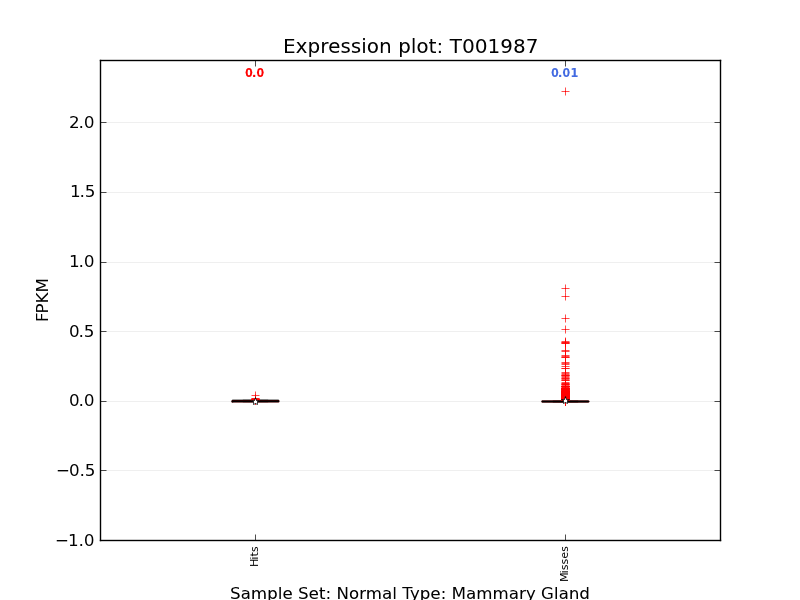 Expression plot: T001987
0.0
0.01
2.0
1.5
1.0
0.5
0.0
−0.5
−1.0
FPKM
Hits
Misses
Sample Set: Normal Type: Mammary Gland